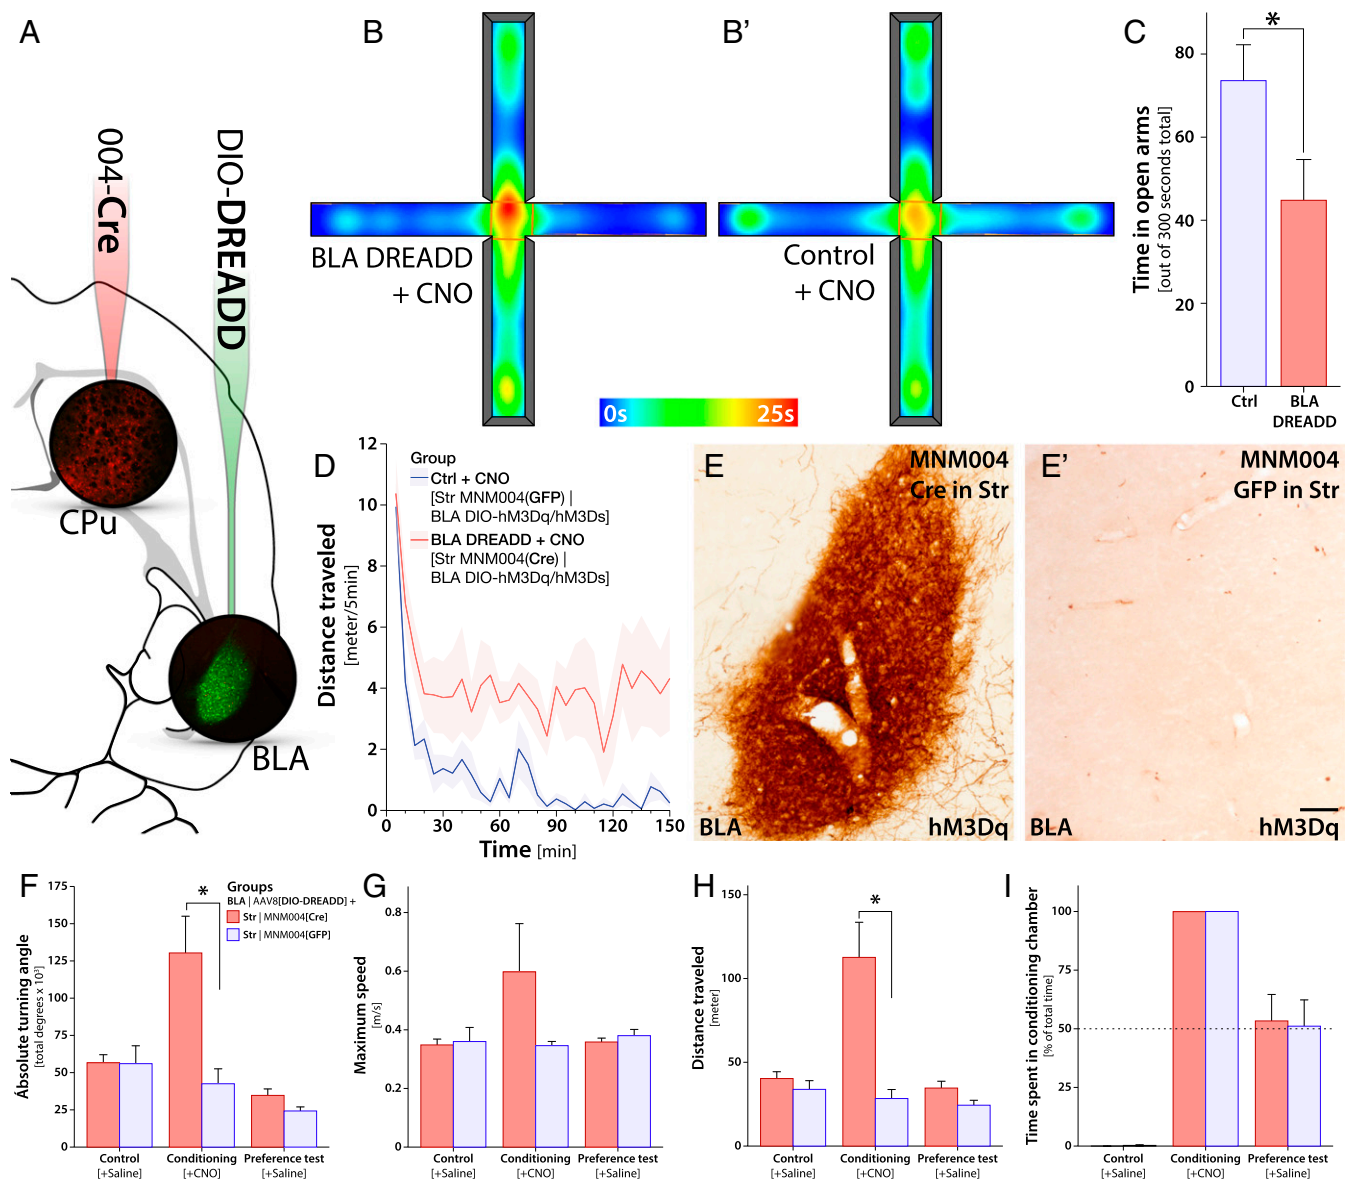 A
004-Cre
DIO-DREADD
CPu
BLA
B
BLA DREADD
+ CNO
B'
Control
+ CNO
0s
25s
C
*
Time in open arms
[out of 300 seconds total]
80
60
40
20
0
Ctrl
BLA
DREADD
D
Distance traveled
[meter/5min]
12
10
8
6
4
2
0
Group
Ctrl + CNO
[Str MNM004(GFP) |
BLA DIO-hM3Dq/hM3Ds]
BLA DREADD + CNO
[Str MNM004(Cre) |
BLA DIO-hM3Dq/hM3Ds]
0 30 60 90 120 150
Time [min]
E
MNM004
Cre in Str
BLA
hM3Dq
E'
MNM004
GFP in Str
BLA
hM3Dq
F
Ábsolute turning angle
[total degrees x 10³]
175
150
125
100
75
50
25
0
*
Groups
BLA | AAV8[DIO-DREADD] +
Str | MNM004[Cre]
Str | MNM004[GFP]
Control
[+Saline]
Conditioning
[+CNO]
Preference test
[+Saline]
G
Maximum speed
[m/s]
0.8
0.6
0.4
0.2
0
Control
[+Saline]
Conditioning
[+CNO]
Preference test
[+Saline]
H
Distance traveled
[meter]
150
100
50
0
*
Control
[+Saline]
Conditioning
[+CNO]
Preference test
[+Saline]
I
Time spent in conditioning chamber
[% of total time]
100
75
50
25
0
Control
[+Saline]
Conditioning
[+CNO]
Preference test
[+Saline]